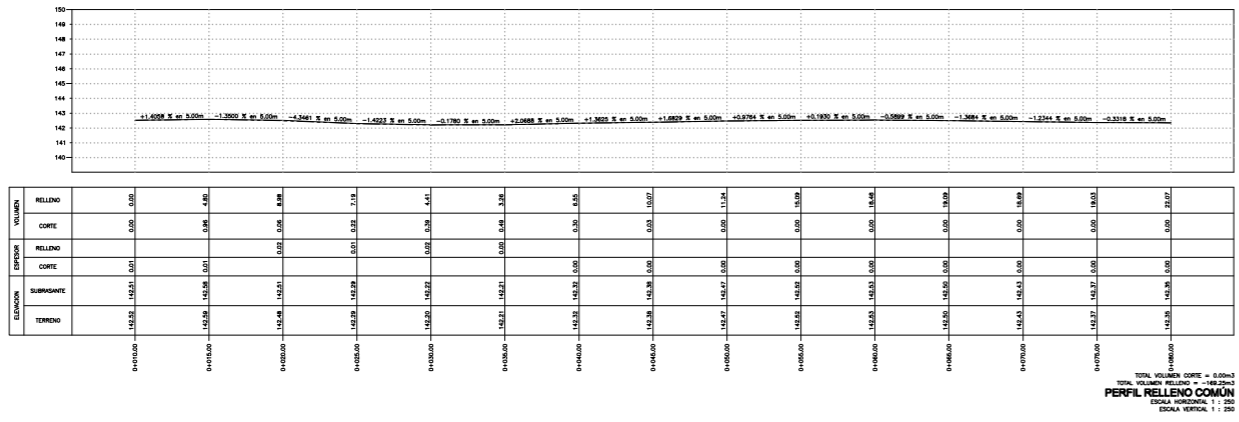 150
149
148
147
146
145
144
143
142
141
140
+1.4058 % en 5.00m -1.3500 % en 5.00m -4.3461 % en 5.00m -1.4223 % en 5.00m -0.1780 % en 5.00m +2.0688 % en 5.00m +1.3625 % en 5.00m +1.6829 % en 5.00m +0.9764 % en 5.00m +0.1930 % en 5.00m -0.5899 % en 5.00m -1.3684 % en 5.00m -1.2344 % en 5.00m -0.3318 % en 5.00m
VOLUMEN
RELLENO 0.00 4.80 8.98 7.19 4.41 3.26 6.55 10.07 11.24 15.09 18.46 19.09 18.69 19.03 22.07
CORTE 0.00 0.96 0.06 0.22 0.39 0.49 0.30 0.03 0.00 0.00 0.00 0.00 0.00 0.00 0.00
ESPESOR
RELLENO 0.02 0.01 0.02 0.00
CORTE 0.01 0.01 0.00 0.00 0.00 0.00 0.00 0.00 0.00 0.00 0.00
ELEVACION
SUBRASANTE 142.51 142.58 142.51 142.29 142.22 142.21 142.32 142.38 142.47 142.52 142.53 142.50 142.43 142.37 142.35
TERRENO 142.52 142.59 142.48 142.29 142.20 142.21 142.32 142.38 142.47 142.52 142.53 142.50 142.43 142.37 142.35
0+010.00 0+015.00 0+020.00 0+025.00 0+030.00 0+035.00 0+040.00 0+045.00 0+050.00 0+055.00 0+060.00 0+065.00 0+070.00 0+075.00 0+080.00
TOTAL VOLUMEN CORTE = 0.00m3
TOTAL VOLUMEN RELLENO = -169.25m3
PERFIL RELLENO COMÚN
ESCALA HORIZONTAL 1 : 250
ESCALA VERTICAL 1 : 250